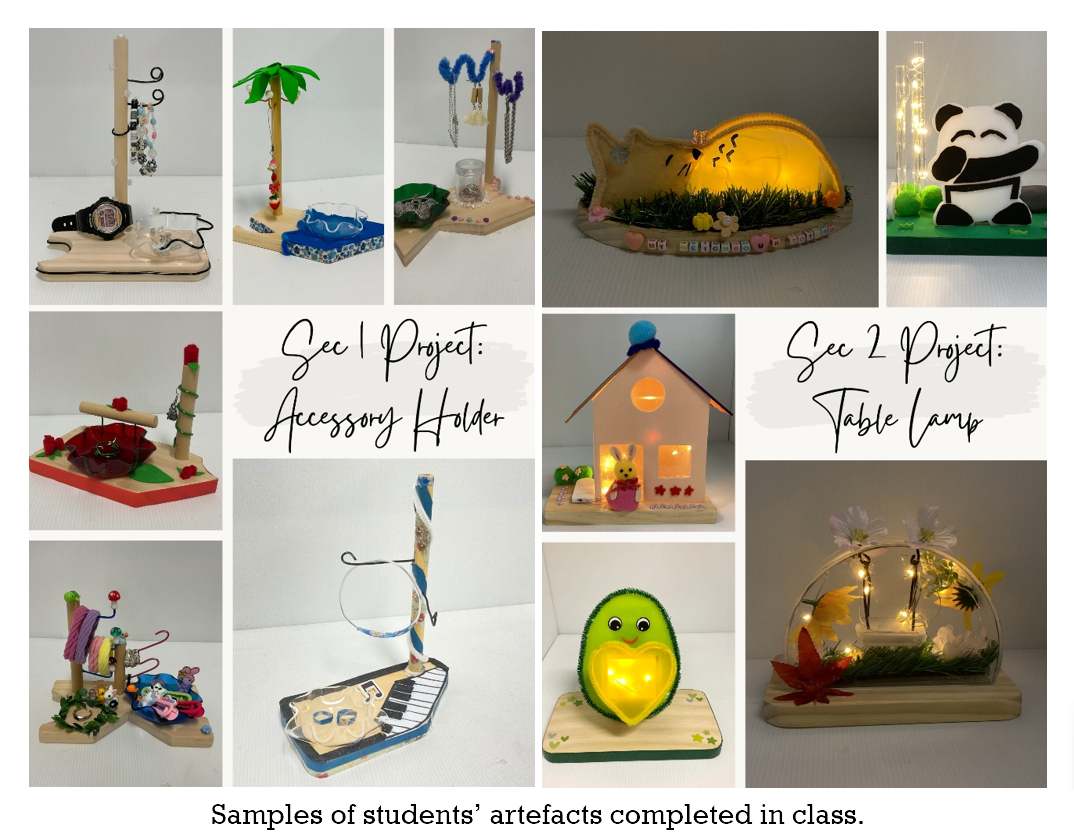 Sec 1 Project:
Accessory Holder
Sec 2 Project:
Table Lamp
Samples of students’ artefacts completed in class.